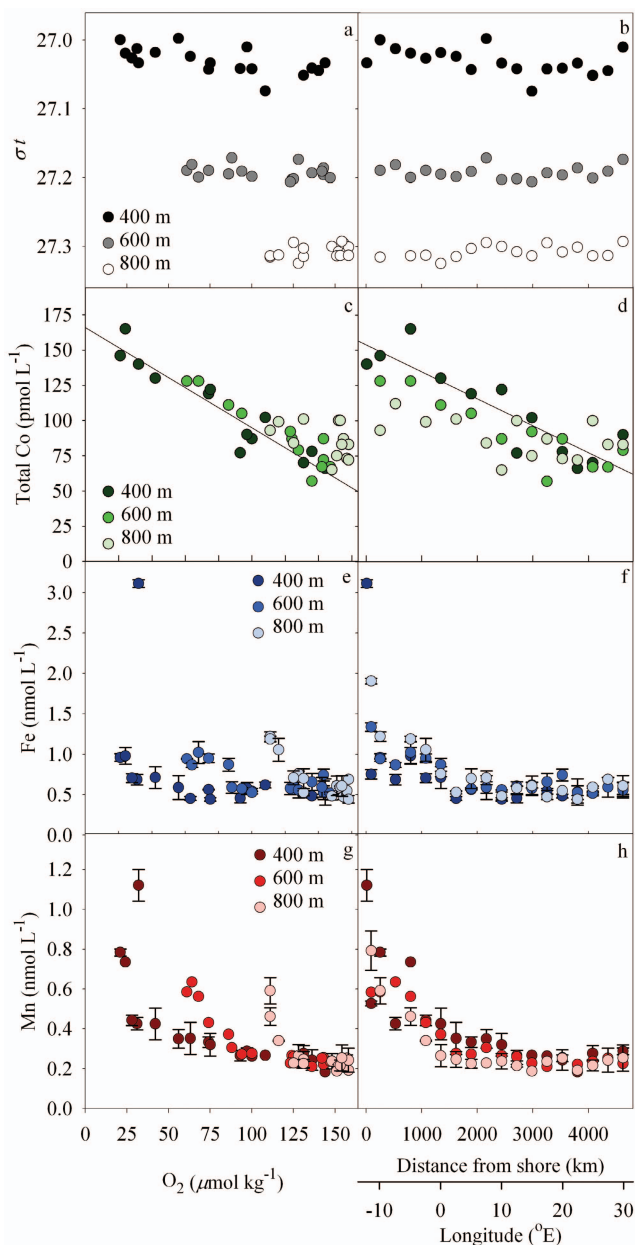 a
b
27.0
27.1
27.2
27.3
σt
400 m
600 m
800 m
c
d
175
150
125
100
75
50
25
0
Total Co (pmol L-1)
400 m
600 m
800 m
e
f
3.0
2.5
2.0
1.5
1.0
0.5
0.0
Fe (nmol L-1)
400 m
600 m
800 m
g
h
1.2
1.0
0.8
0.6
0.4
0.2
0.0
Mn (nmol L-1)
400 m
600 m
800 m
0 25 50 75 100 125 150
O2 (μmol kg-1)
0 1000 2000 3000 4000
Distance from shore (km)
-10 0 10 20 30
Longitude (oE)